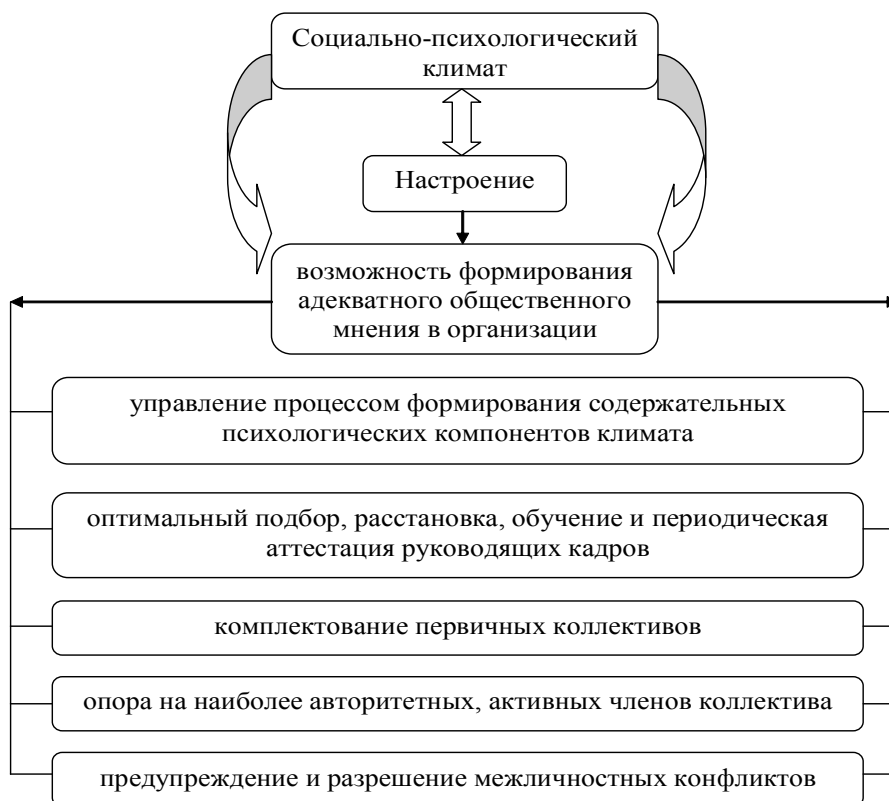 Социально-психологический
климат
Настроение
возможность формирования
адекватного общественного
мнения в организации
управление процессом формирования содержательных
психологических компонентов климата
оптимальный подбор, расстановка, обучение и периодическая
аттестация руководящих кадров
комплектование первичных коллективов
опора на наиболее авторитетных, активных членов коллектива
предупреждение и разрешение межличностных конфликтов